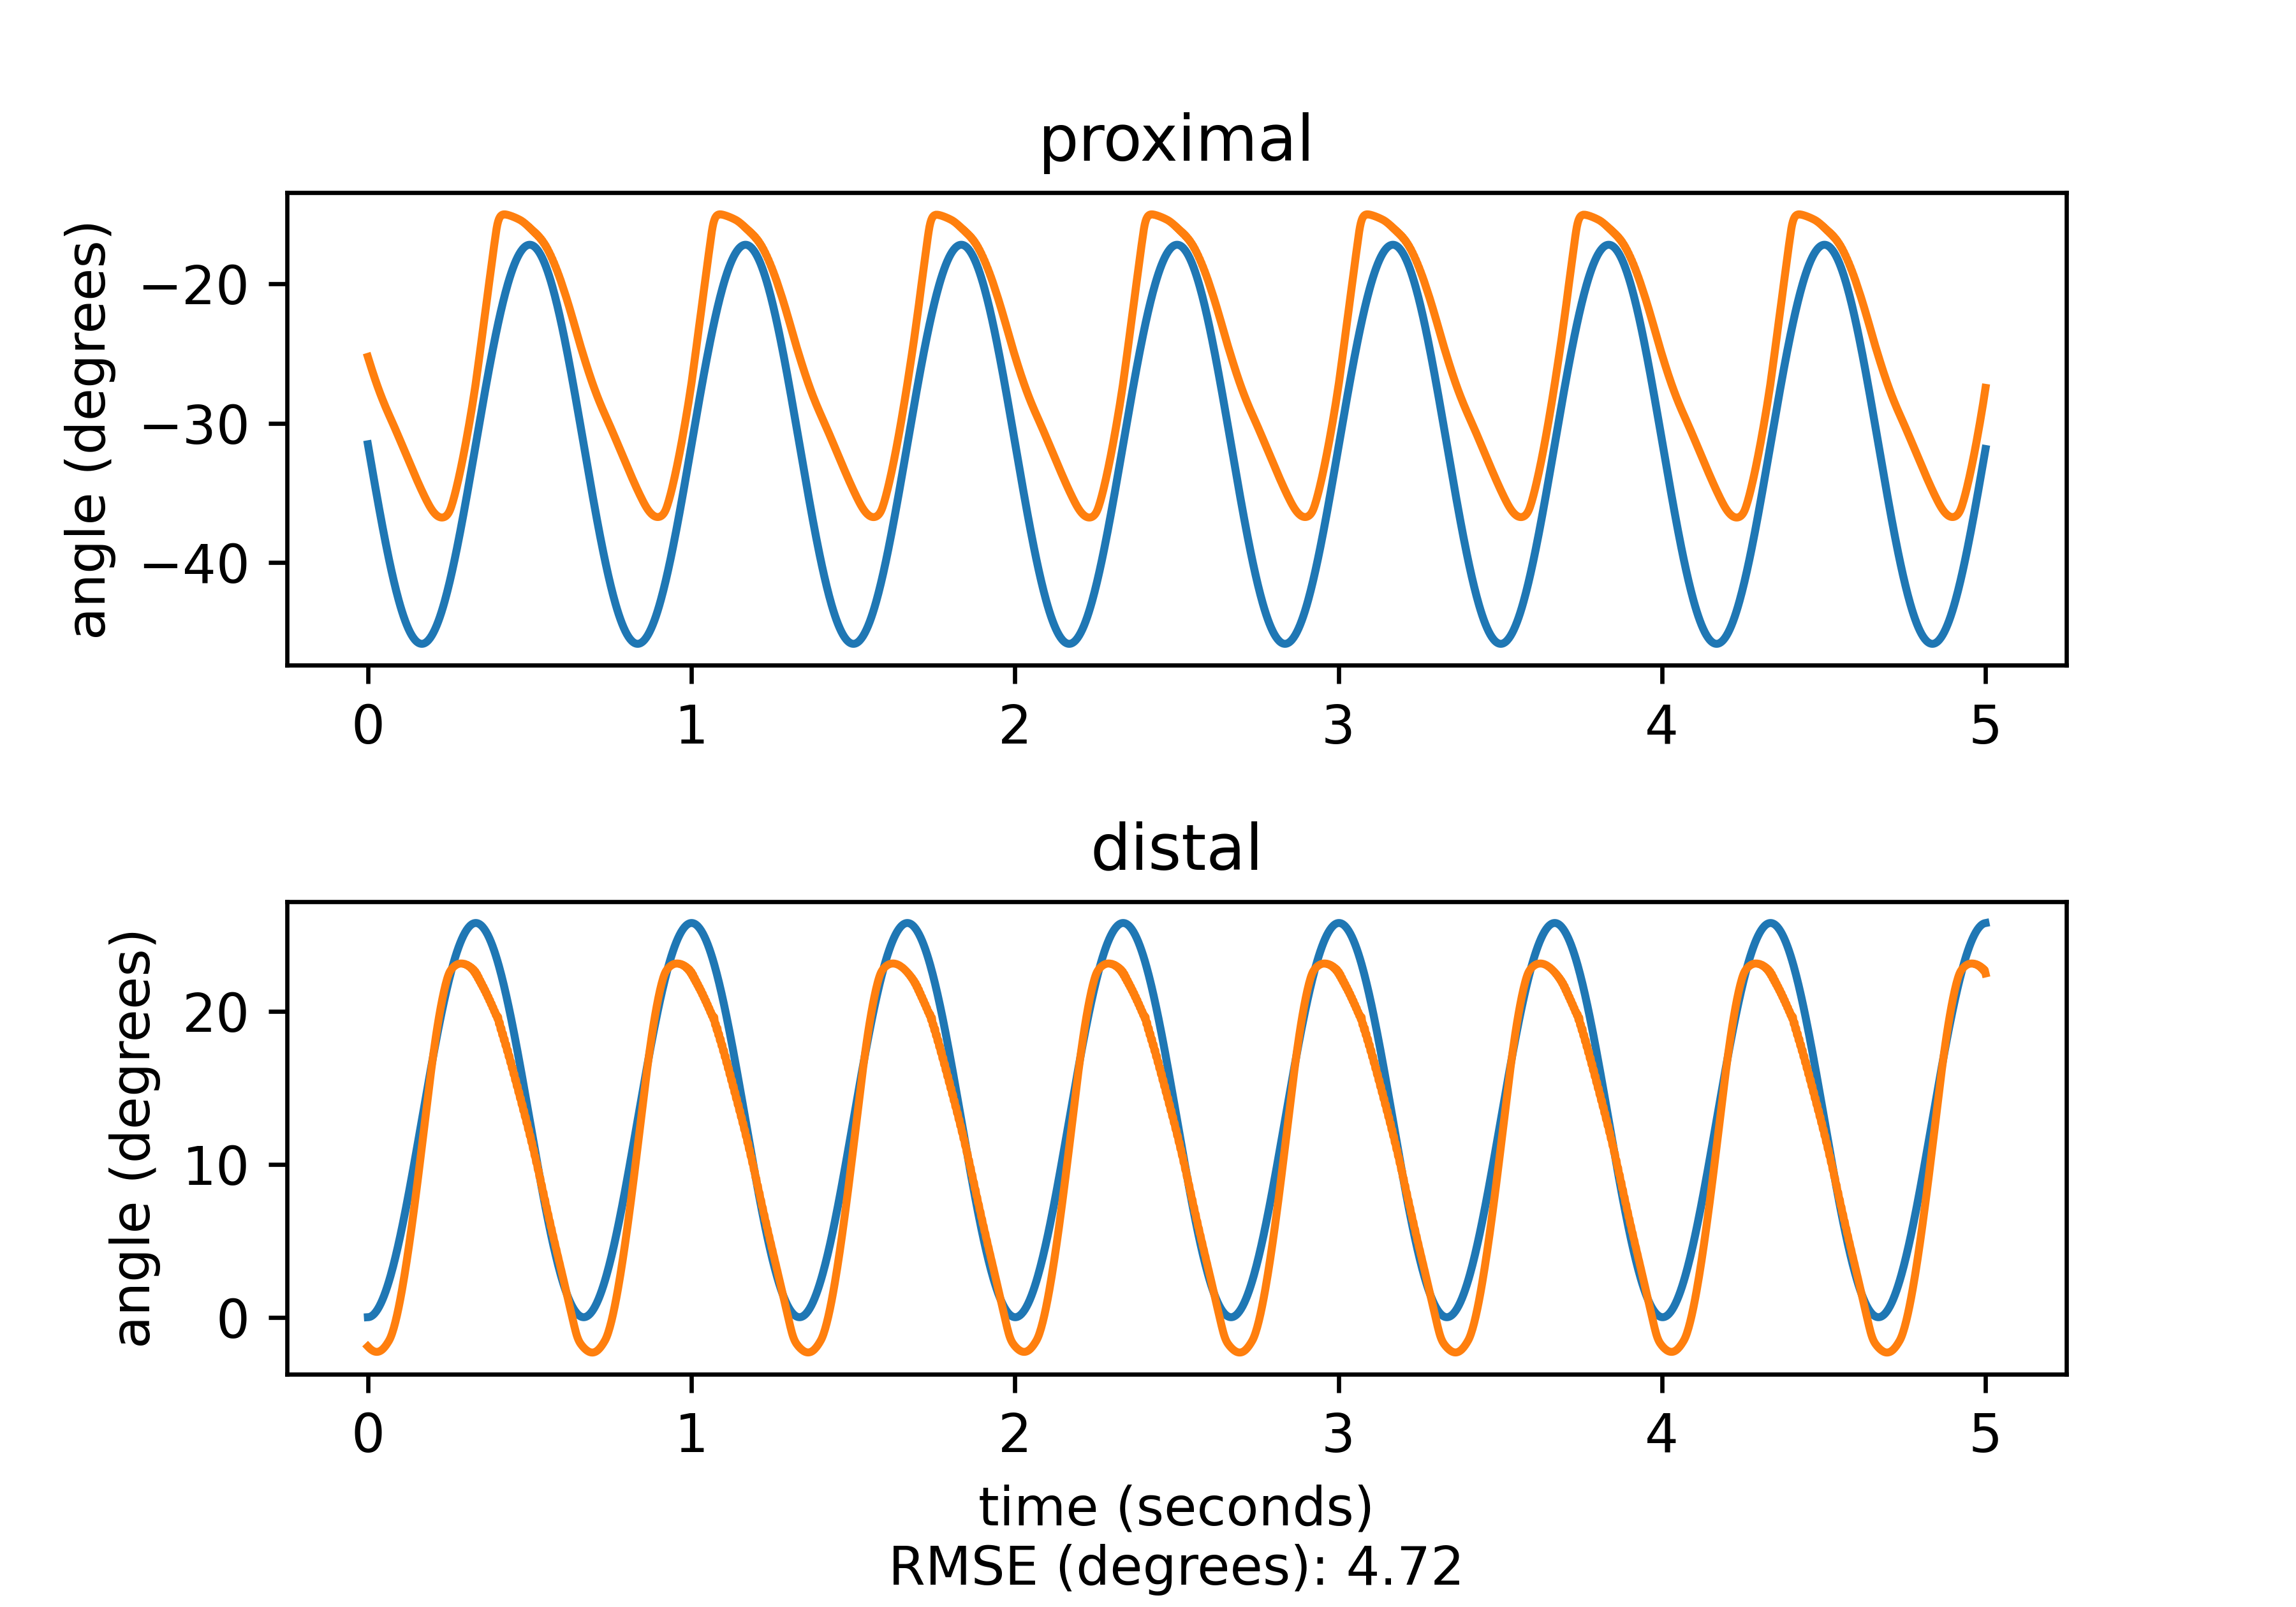 proximal
angle (degrees)
−20
−30
−40
0 1 2 3 4 5
distal
angle (degrees)
20
10
0
0 1 2 3 4 5
time (seconds)
RMSE (degrees): 4.72